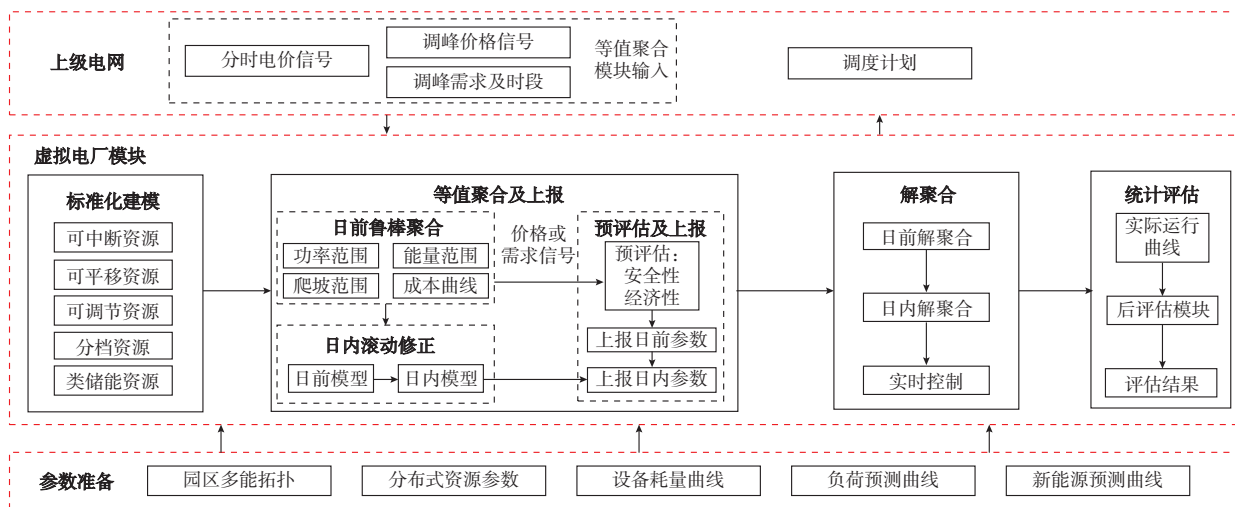 上级电网
分时电价信号
调峰价格信号
调峰需求及时段
等值聚合
模块输入
调度计划
虚拟电厂模块
标准化建模
可中断资源
可平移资源
可调节资源
分档资源
类储能资源
等值聚合及上报
日前鲁棒聚合
功率范围
能量范围
爬坡范围
成本曲线
价格或
需求信号
日内滚动修正
日前模型
日内模型
预评估及上报
预评估：
安全性
经济性
上报日前参数
上报日内参数
解聚合
日前解聚合
日内解聚合
实时控制
统计评估
实际运行
曲线
后评估模块
评估结果
参数准备
园区多能拓扑
分布式资源参数
设备耗量曲线
负荷预测曲线
新能源预测曲线